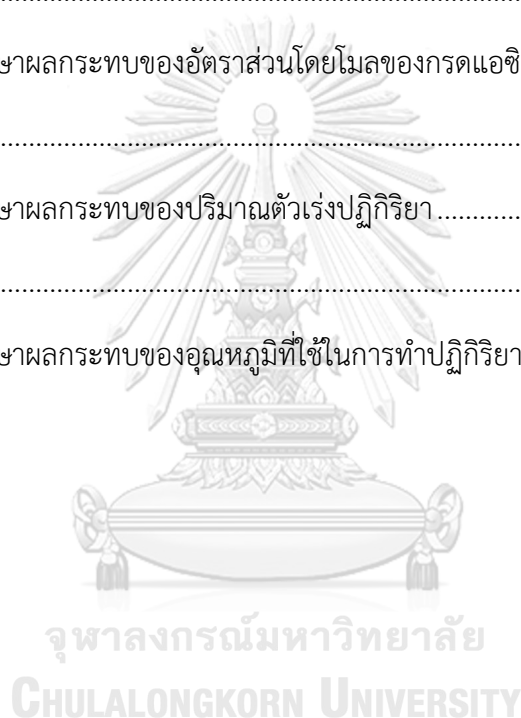 ................................................................
ษาผลกระทบของอัตราส่วนโดยโมลของกรดแอซิ
................................................................
ษาผลกระทบของปริมาณตัวเร่งปฏิกิริยา............
................................................................
ษาผลกระทบของอุณหภูมิที่ใช้ในการทำปฏิกิริยา
จุฬาลงกรณ์มหาวิทยาลัย
CHULALONGKORN UNIVERSITY